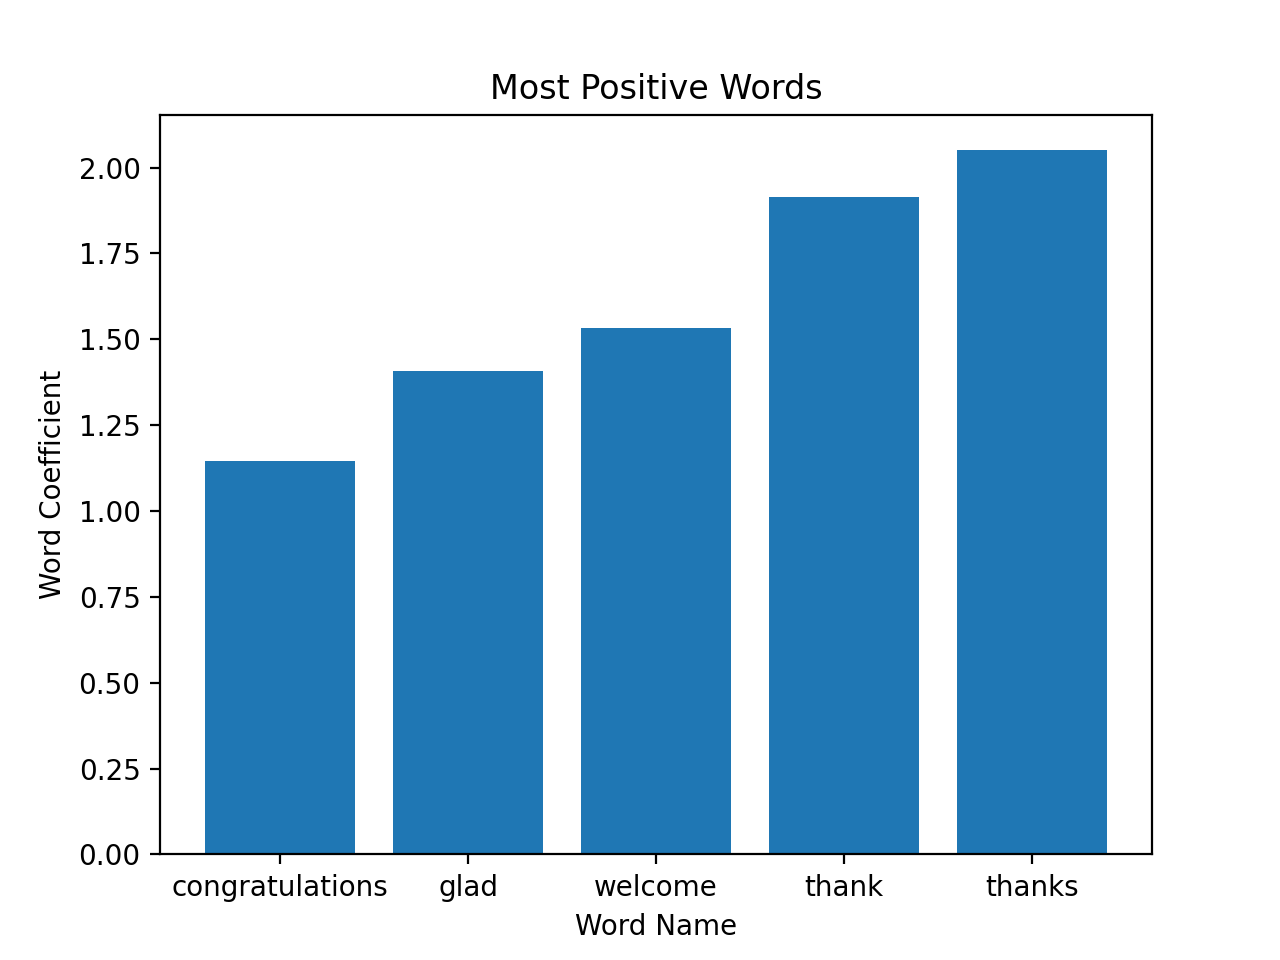 Most Positive Words
2.00
1.75
1.50
1.25
1.00
0.75
0.50
0.25
0.00
Word Coefficient
congratulations glad welcome thank thanks
Word Name